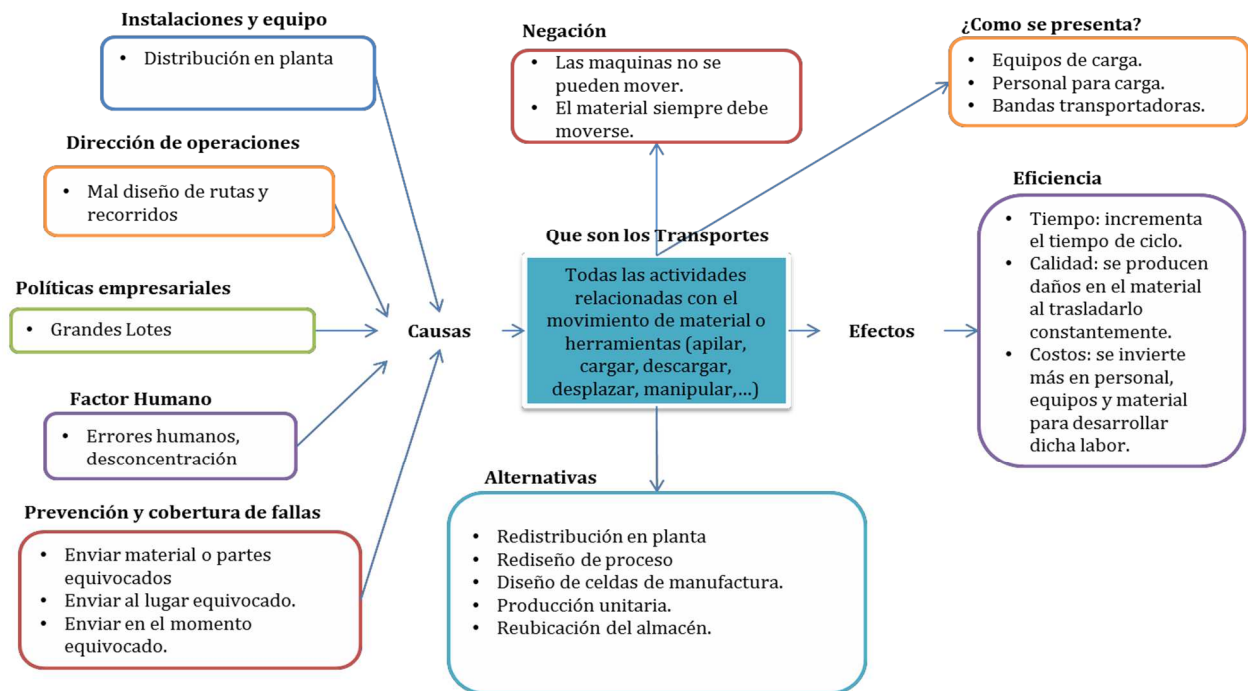 Instalaciones y equipo
• Distribución en planta
Dirección de operaciones
• Mal diseño de rutas y
recorridos
Políticas empresariales
• Grandes Lotes
Factor Humano
• Errores humanos,
desconcentración
Prevención y cobertura de fallas
• Enviar material o partes
equivocados
• Enviar al lugar equivocado.
• Enviar en el momento
equivocado.
Causas
Negación
• Las maquinas no se
pueden mover.
• El material siempre debe
moverse.
Que son los Transportes
Todas las actividades
relacionadas con el
movimiento de material o
herramientas (apilar,
cargar, descargar,
desplazar, manipular,...)
Alternativas
• Redistribución en planta
• Rediseño de proceso
• Diseño de celdas de manufactura.
• Producción unitaria.
• Reubicación del almacén.
Efectos
¿Como se presenta?
• Equipos de carga.
• Personal para carga.
• Bandas transportadoras.
Eficiencia
• Tiempo: incrementa
el tiempo de ciclo.
• Calidad: se producen
daños en el material
al trasladarlo
constantemente.
• Costos: se invierte
más en personal,
equipos y material
para desarrollar
dicha labor.